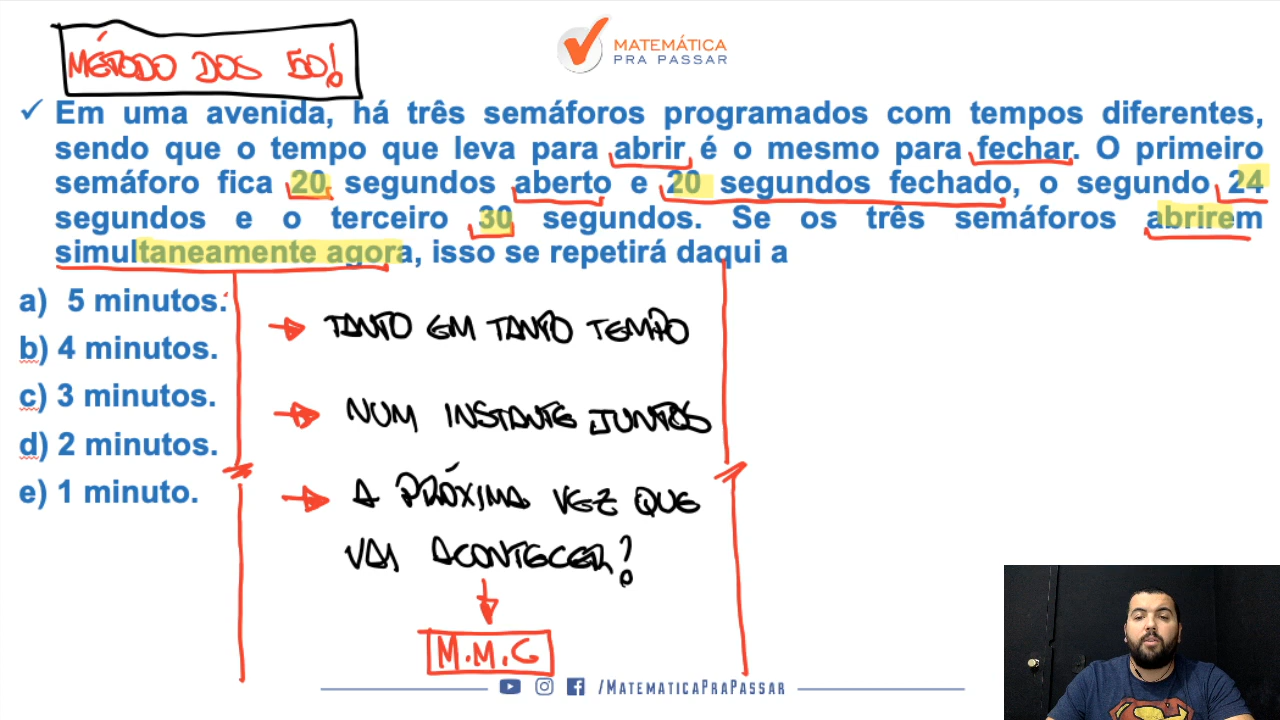 MÉTODO DOS 50!
MATEMÁTICA
PRA PASSAR
✓ Em uma avenida, há três semáforos programados com tempos diferentes,
sendo que o tempo que leva para abrir é o mesmo para fechar. O primeiro
semáforo fica 20 segundos aberto e 20 segundos fechado, o segundo 24
segundos e o terceiro 30 segundos. Se os três semáforos abrirem
simultaneamente agora, isso se repetirá daqui a
a) 5 minutos.
b) 4 minutos.
c) 3 minutos.
d) 2 minutos.
e) 1 minuto.
→ TANTO EM TANTO TEMPO
→ NUM INSTANTE JUNTOS
→ A PRÓXIMA VEZ QUE
VAI ACONTECER?
M.M.C
/MATEMATICAPRAPASSAR